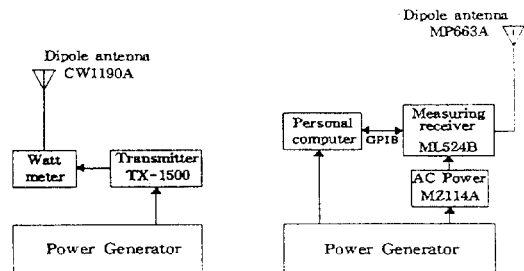 Dipole antenna
CW1190A
Watt
meter
Transmitter
TX-1500
Power Generator
Dipole antenna
MP663A
Personal
computer
GPIB
Measuring
receiver
ML524B
AC Power
MZ114A
Power Generator